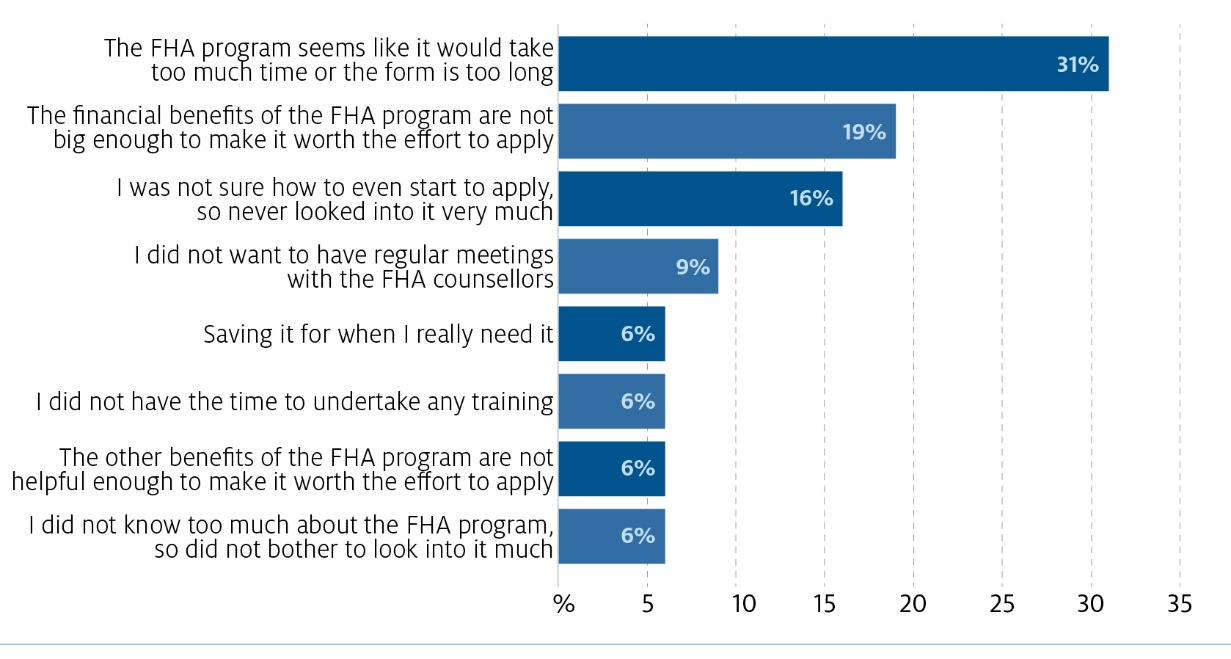 The FHA program seems like it would take
too much time or the form is too long
31%
The financial benefits of the FHA program are not
big enough to make it worth the effort to apply
19%
I was not sure how to even start to apply,
so never looked into it very much
16%
I did not want to have regular meetings
with the FHA counsellors
9%
Saving it for when I really need it
6%
I did not have the time to undertake any training
6%
The other benefits of the FHA program are not
helpful enough to make it worth the effort to apply
6%
I did not know too much about the FHA program,
so did not bother to look into it much
6%
% 5 10 15 20 25 30 35